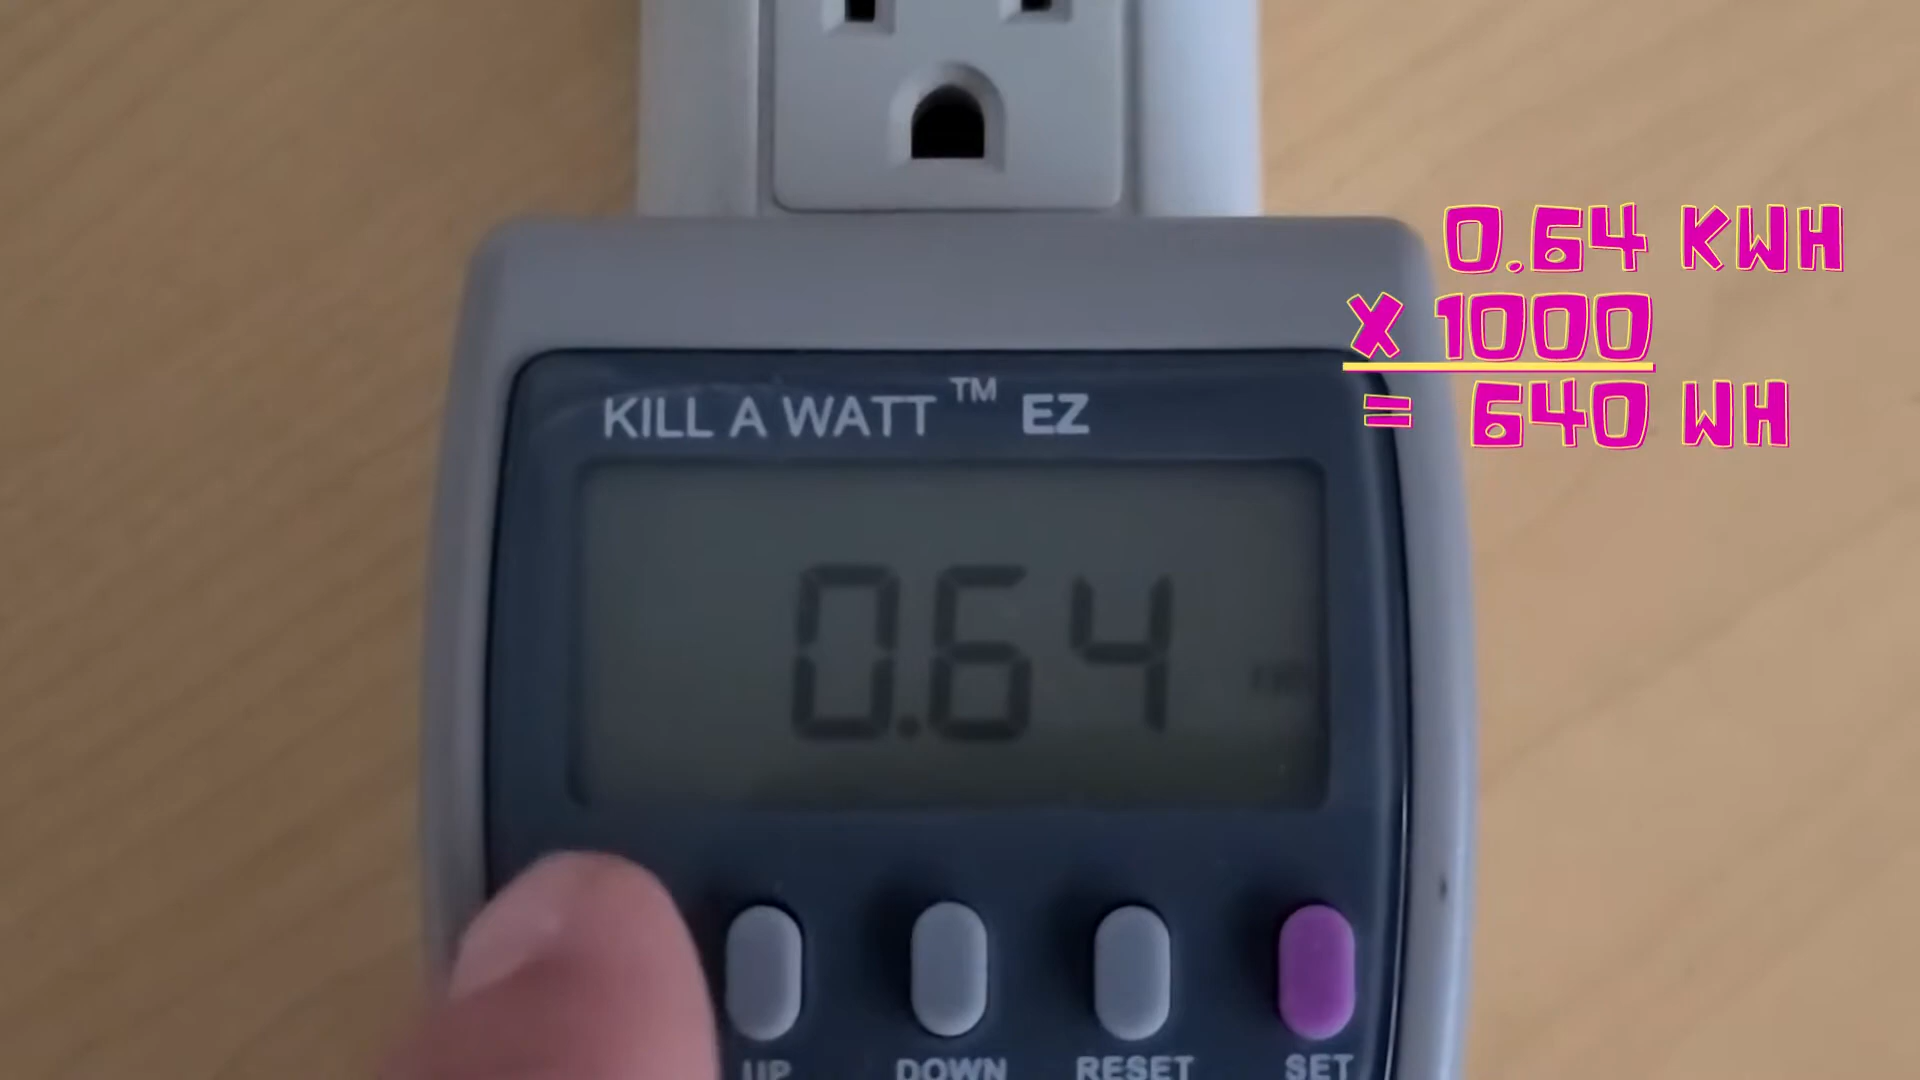 0.64 KWH
X 1000
= 640 WH
KILL A WATT™ EZ
0.64
UP DOWN RESET SET